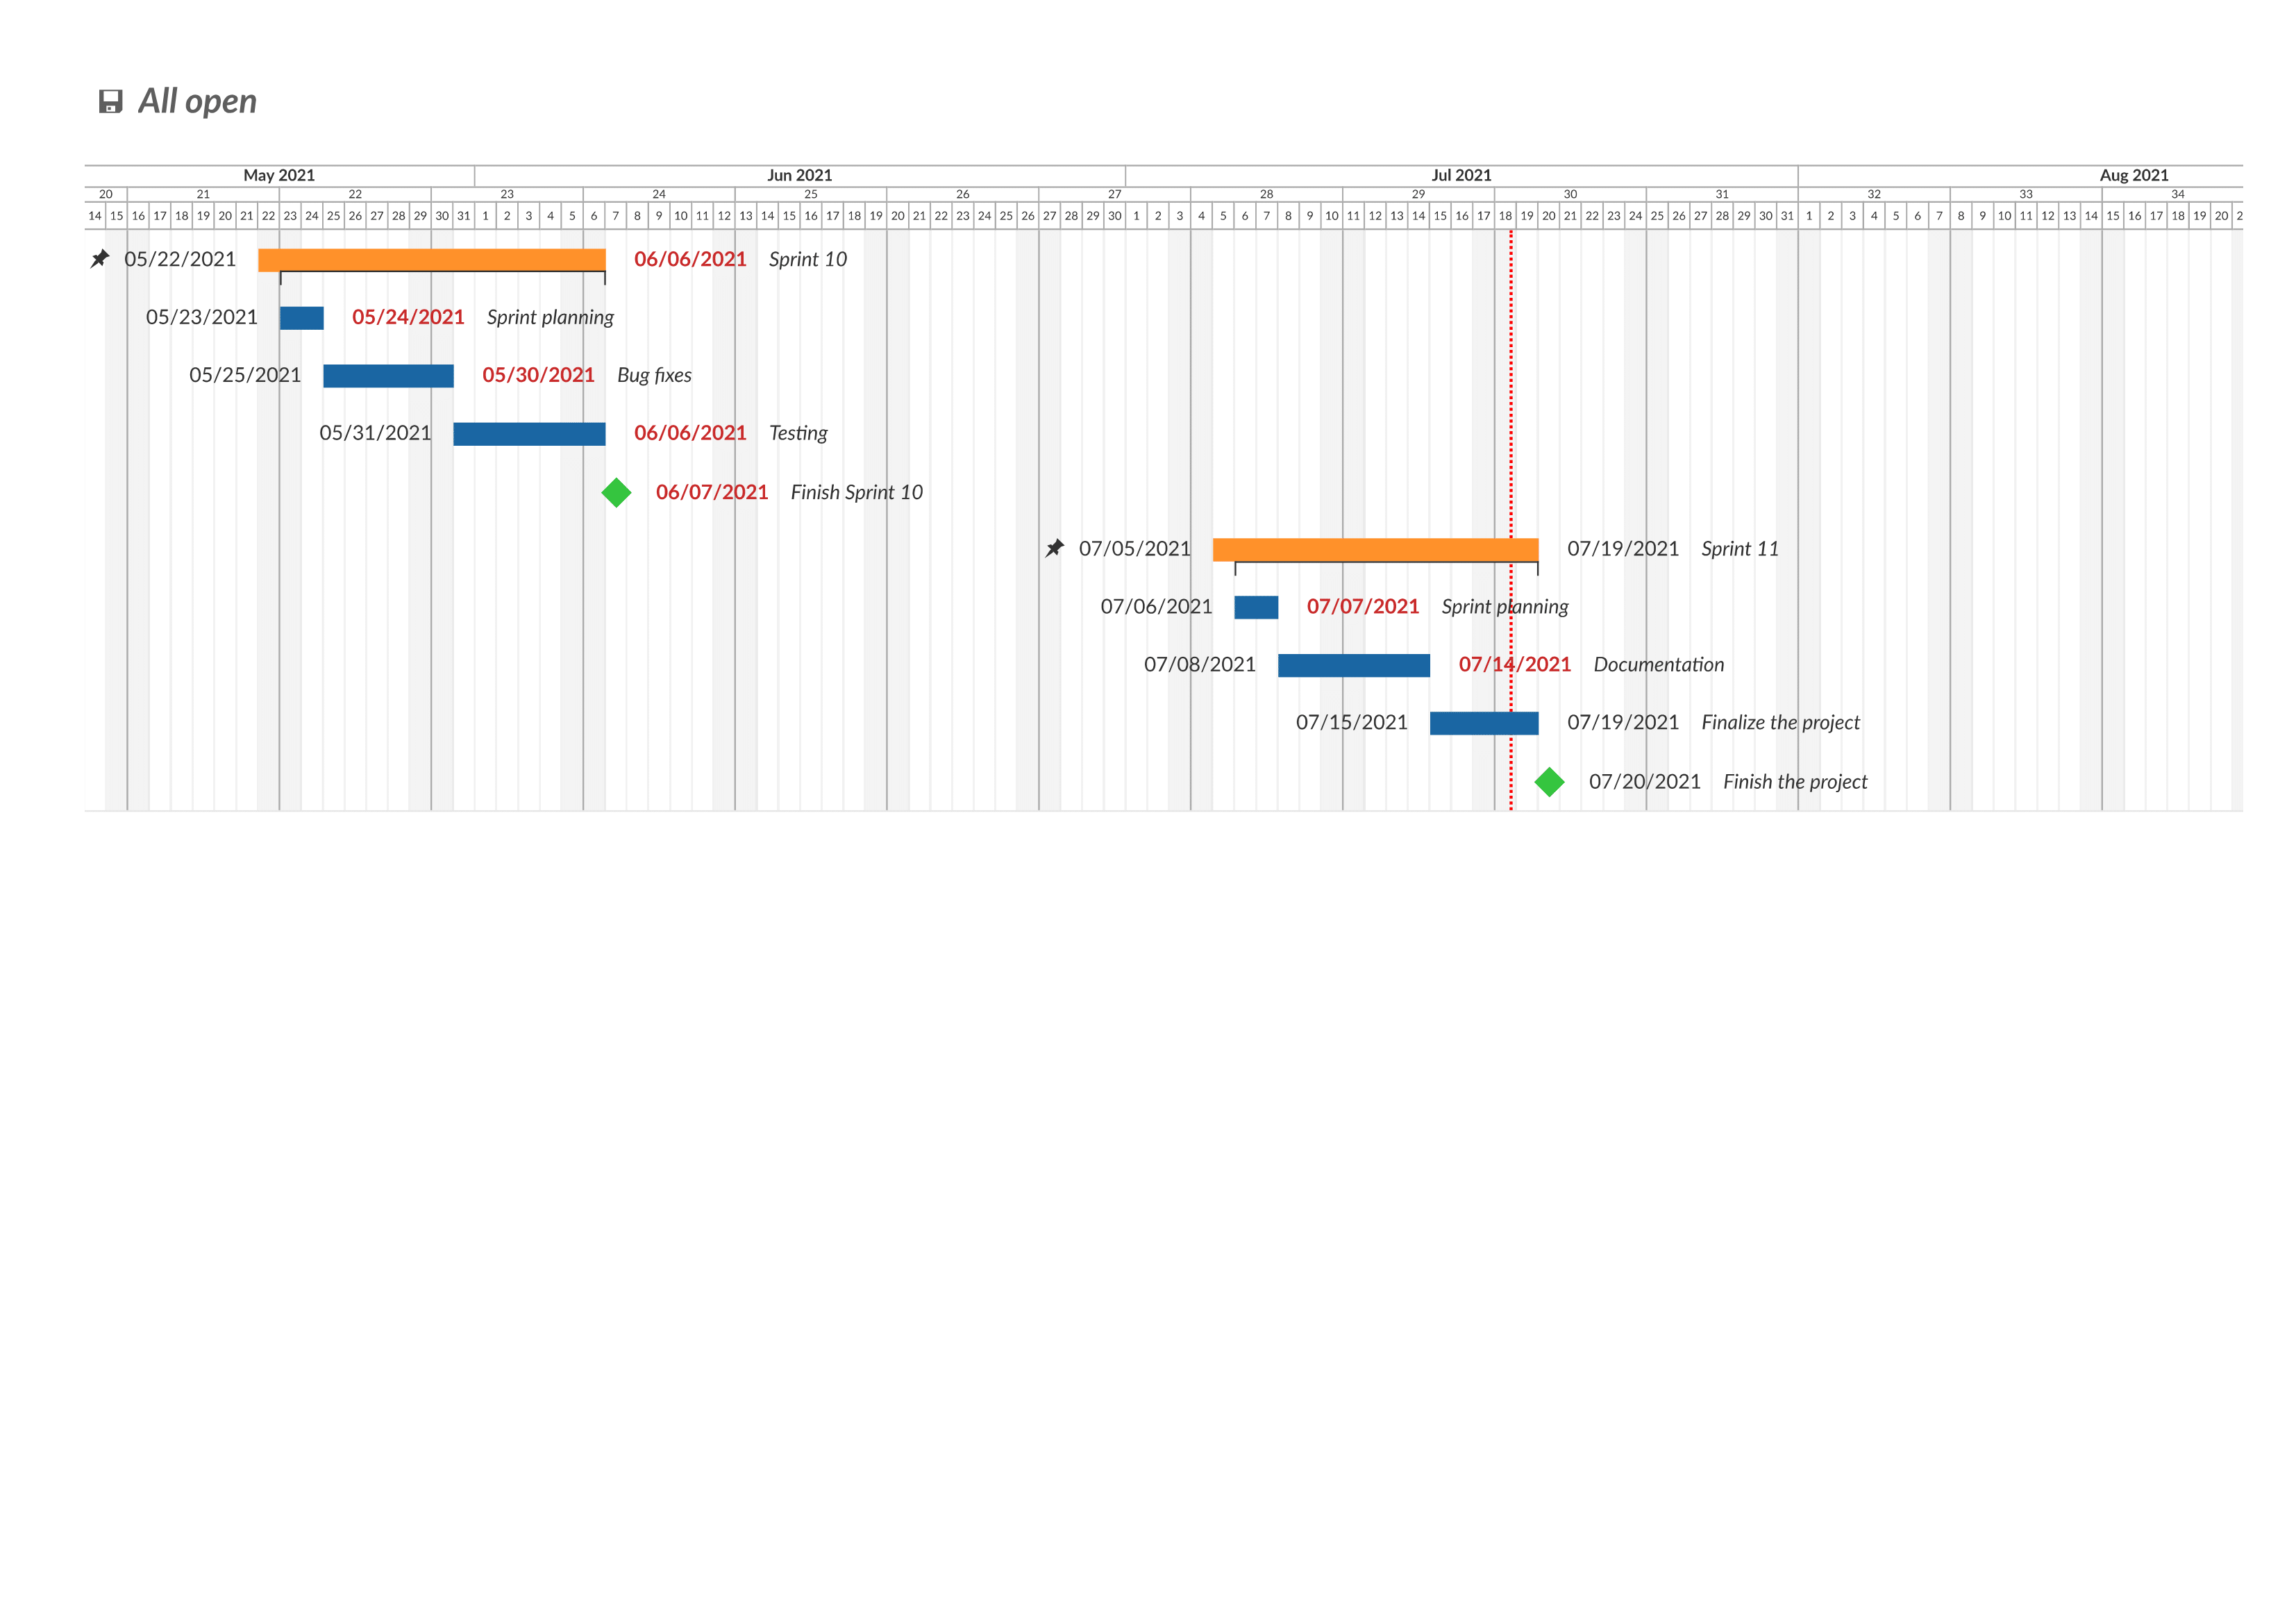 All open
May 2021 Jun 2021 Jul 2021 Aug 2021
20 21 22 23 24 25 26 27 28 29 30 31 32 33 34
14 15 16 17 18 19 20 21 22 23 24 25 26 27 28 29 30 31 1 2 3 4 5 6 7 8 9 10 11 12 13 14 15 16 17 18 19 20 21 22 23 24 25 26 27 28 29 30 1 2 3 4 5 6 7 8 9 10 11 12 13 14 15 16 17 18 19 20 21 22 23 24 25 26 27 28 29 30 31 1 2 3 4 5 6 7 8 9 10 11 12 13 14 15 16 17 18 19 20 2
05/22/2021 06/06/2021 Sprint 10
05/23/2021 05/24/2021 Sprint planning
05/25/2021 05/30/2021 Bug fixes
05/31/2021 06/06/2021 Testing
06/07/2021 Finish Sprint 10
07/05/2021 07/19/2021 Sprint 11
07/06/2021 07/07/2021 Sprint planning
07/08/2021 07/14/2021 Documentation
07/15/2021 07/19/2021 Finalize the project
07/20/2021 Finish the project